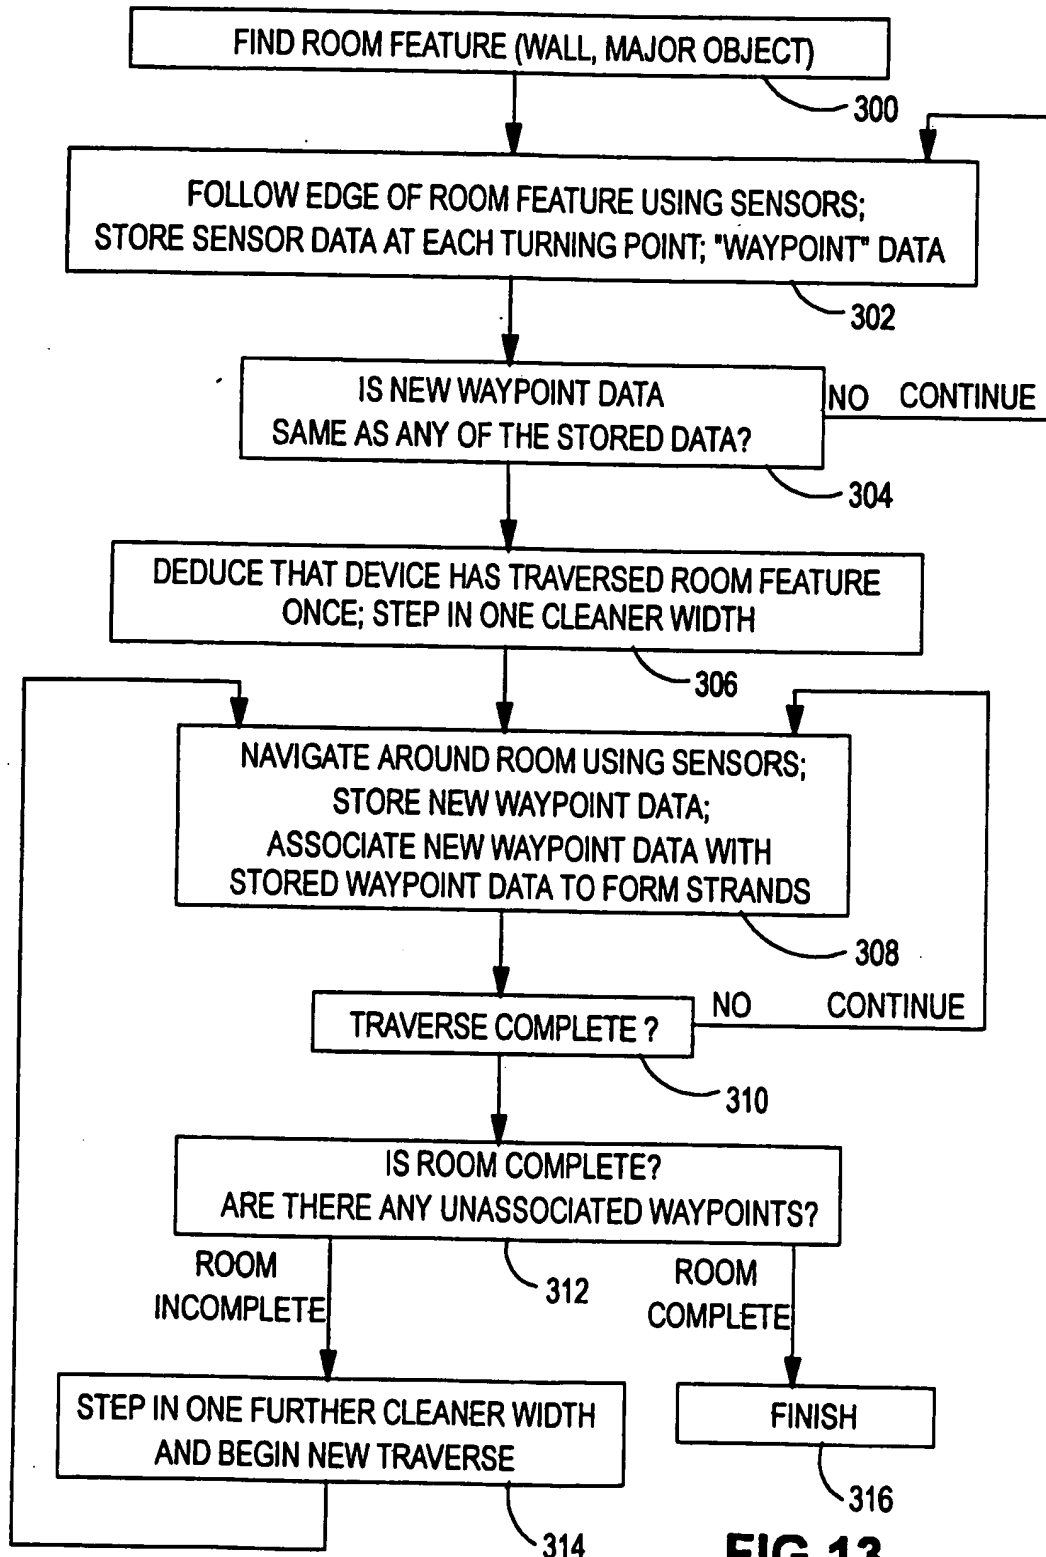 FIND ROOM FEATURE (WALL, MAJOR OBJECT)
300
FOLLOW EDGE OF ROOM FEATURE USING SENSORS;
STORE SENSOR DATA AT EACH TURNING POINT; "WAYPOINT" DATA
302
IS NEW WAYPOINT DATA
SAME AS ANY OF THE STORED DATA?
NO CONTINUE
304
DEDUCE THAT DEVICE HAS TRAVERSED ROOM FEATURE
ONCE; STEP IN ONE CLEANER WIDTH
306
NAVIGATE AROUND ROOM USING SENSORS;
STORE NEW WAYPOINT DATA;
ASSOCIATE NEW WAYPOINT DATA WITH
STORED WAYPOINT DATA TO FORM STRANDS
308
TRAVERSE COMPLETE ?
NO CONTINUE
310
IS ROOM COMPLETE?
ARE THERE ANY UNASSOCIATED WAYPOINTS?
312
ROOM
INCOMPLETE
ROOM
COMPLETE
STEP IN ONE FURTHER CLEANER WIDTH
AND BEGIN NEW TRAVERSE
314
FINISH
316
FIG.13